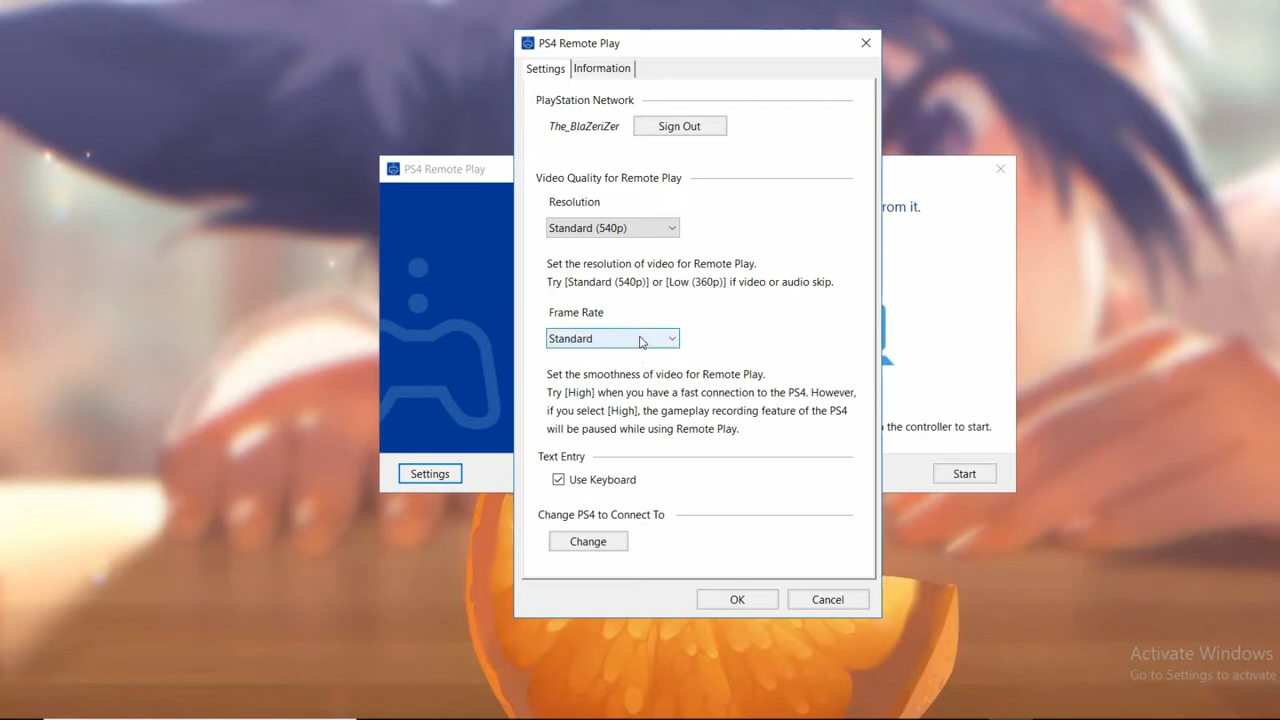 PS4 Remote Play
Settings
Information
PlayStation Network
The_BlaZeriZer
Sign Out
Video Quality for Remote Play
Resolution
Standard (540p)
Set the resolution of video for Remote Play.
Try [Standard (540p)] or [Low (360p)] if video or audio skip.
Frame Rate
Standard
Set the smoothness of video for Remote Play.
Try [High] when you have a fast connection to the PS4. However,
if you select [High], the gameplay recording feature of the PS4
will be paused while using Remote Play.
Text Entry
Use Keyboard
Change PS4 to Connect To
Change
OK
Cancel
PS4 Remote Play
rom it.
the controller to start.
Settings
Start
Activate Windows
Go to Settings to activate